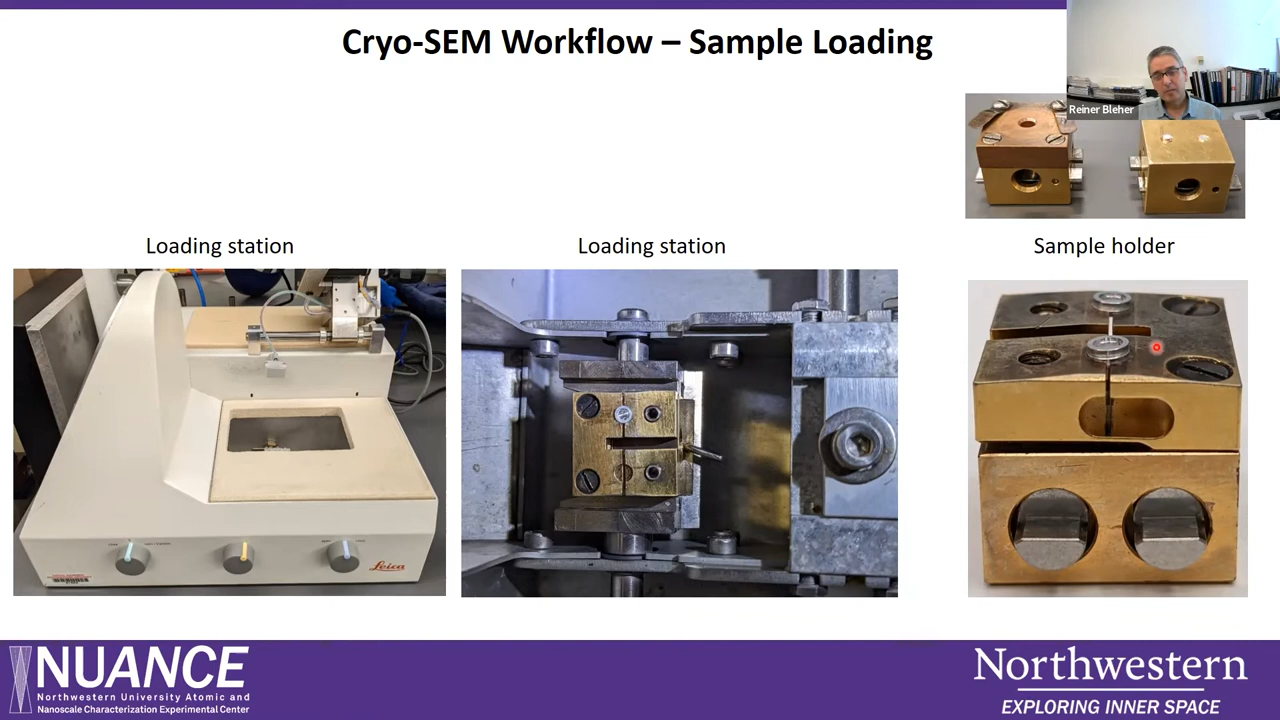 Cryo-SEM Workflow – Sample Loading
Reiner Bleher
Loading station
Loading station
Sample holder
Leica
NUANCE
Northwestern University Atomic and
Nanoscale Characterization Experimental Center
Northwestern
EXPLORING INNER SPACE